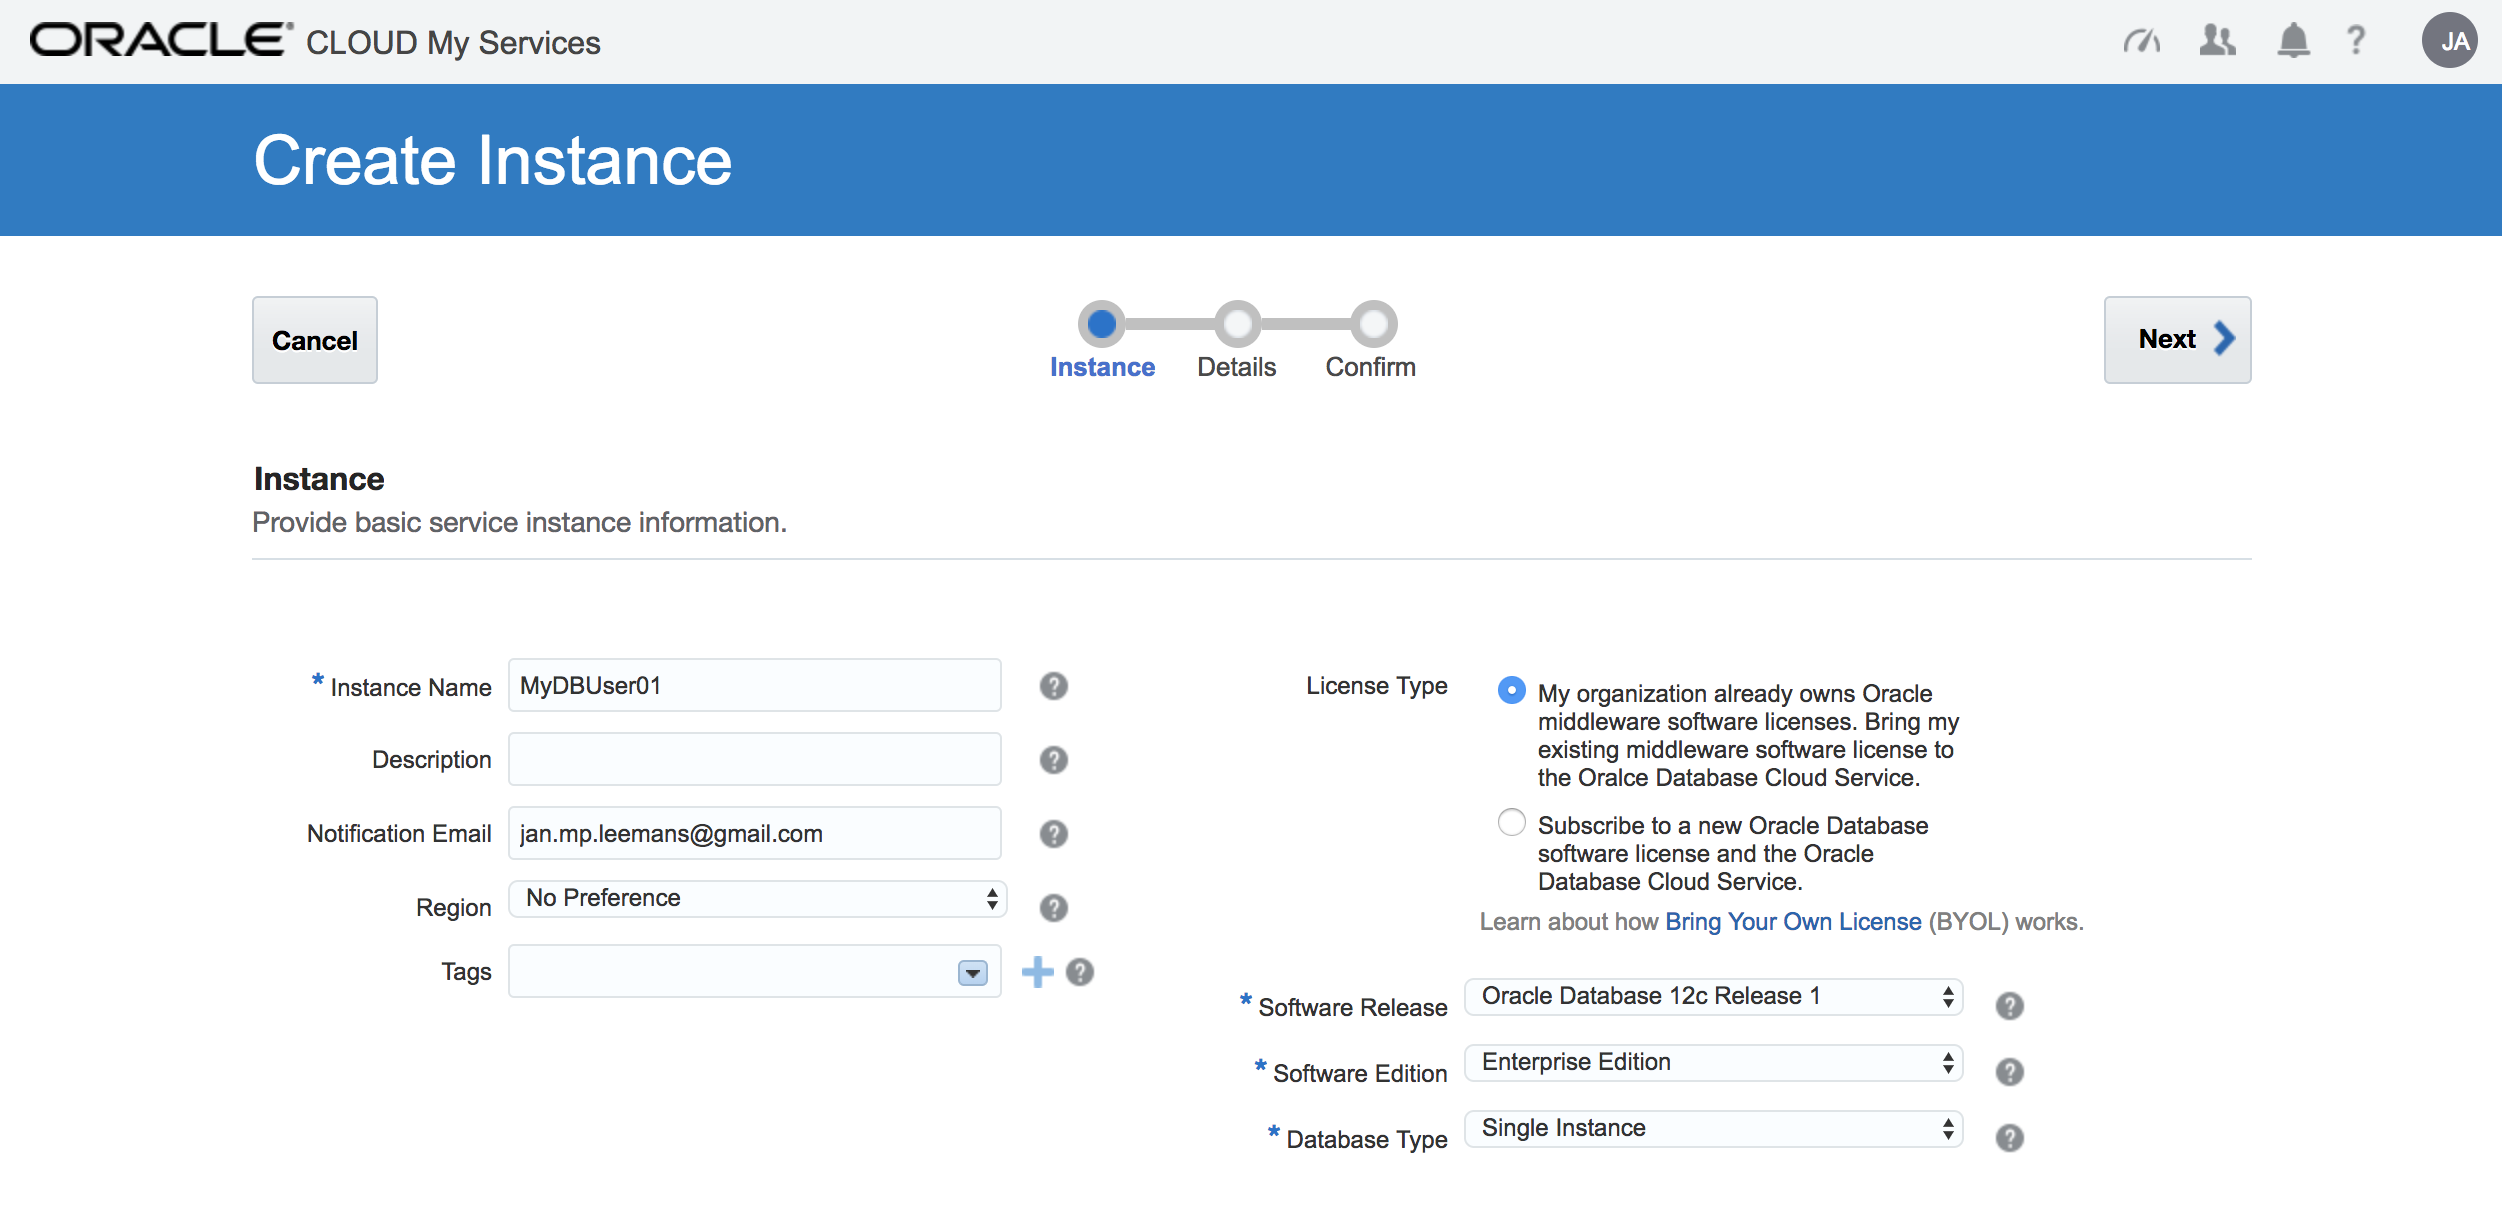 ORACLE CLOUD My Services
JA
Create Instance
Cancel
Instance
Details
Confirm
Next
Instance
Provide basic service instance information.
* Instance Name
MyDBUser01
Description
Notification Email
jan.mp.leemans@gmail.com
Region
No Preference
Tags
License Type
My organization already owns Oracle
middleware software licenses. Bring my
existing middleware software license to
the Oralce Database Cloud Service.
Subscribe to a new Oracle Database
software license and the Oracle
Database Cloud Service.
Learn about how Bring Your Own License (BYOL) works.
* Software Release
Oracle Database 12c Release 1
* Software Edition
Enterprise Edition
* Database Type
Single Instance